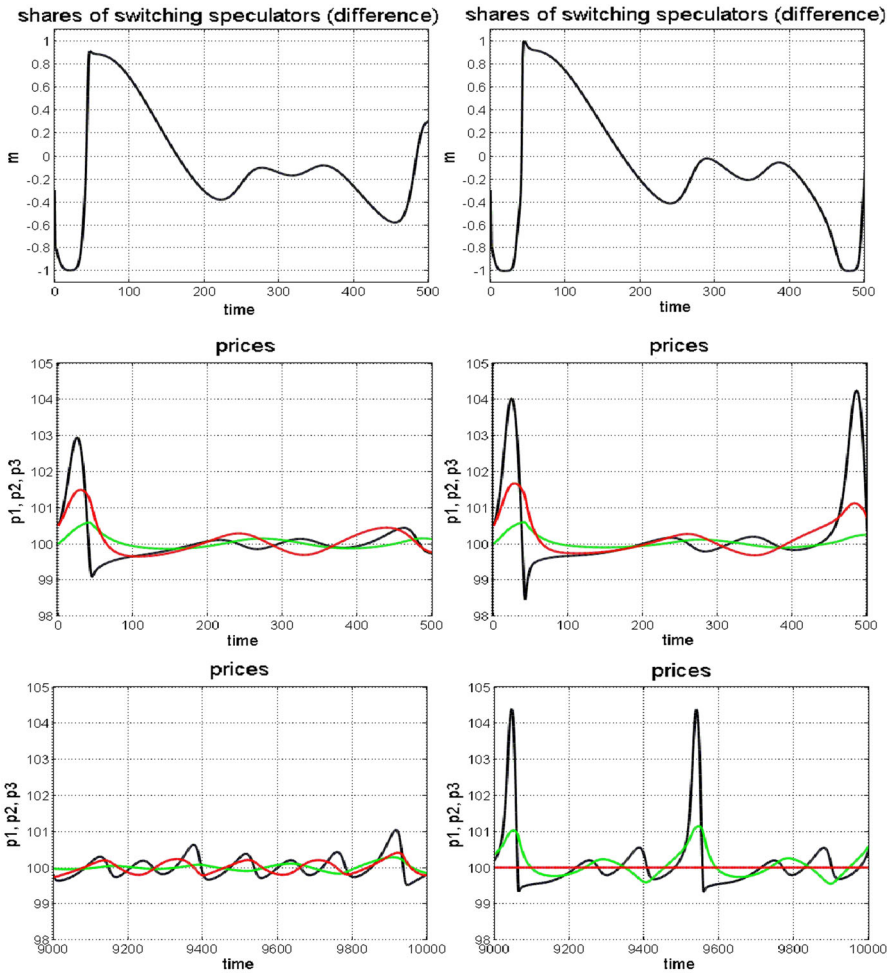 shares of switching speculators (difference)
1
0.8
0.6
0.4
0.2
0
-0.2
-0.4
-0.6
-0.8
-1
m
0 100 200 300 400 500
time
shares of switching speculators (difference)
1
0.8
0.6
0.4
0.2
0
-0.2
-0.4
-0.6
-0.8
-1
m
0 100 200 300 400 500
time
prices
105
104
103
102
101
100
99
98
p1, p2, p3
0 100 200 300 400 500
time
prices
105
104
103
102
101
100
99
98
p1, p2, p3
0 100 200 300 400 500
time
prices
105
104
103
102
101
100
99
98
p1, p2, p3
9000 9200 9400 9600 9800 10000
time
prices
105
104
103
102
101
100
99
98
p1, p2, p3
9000 9200 9400 9600 9800 10000
time